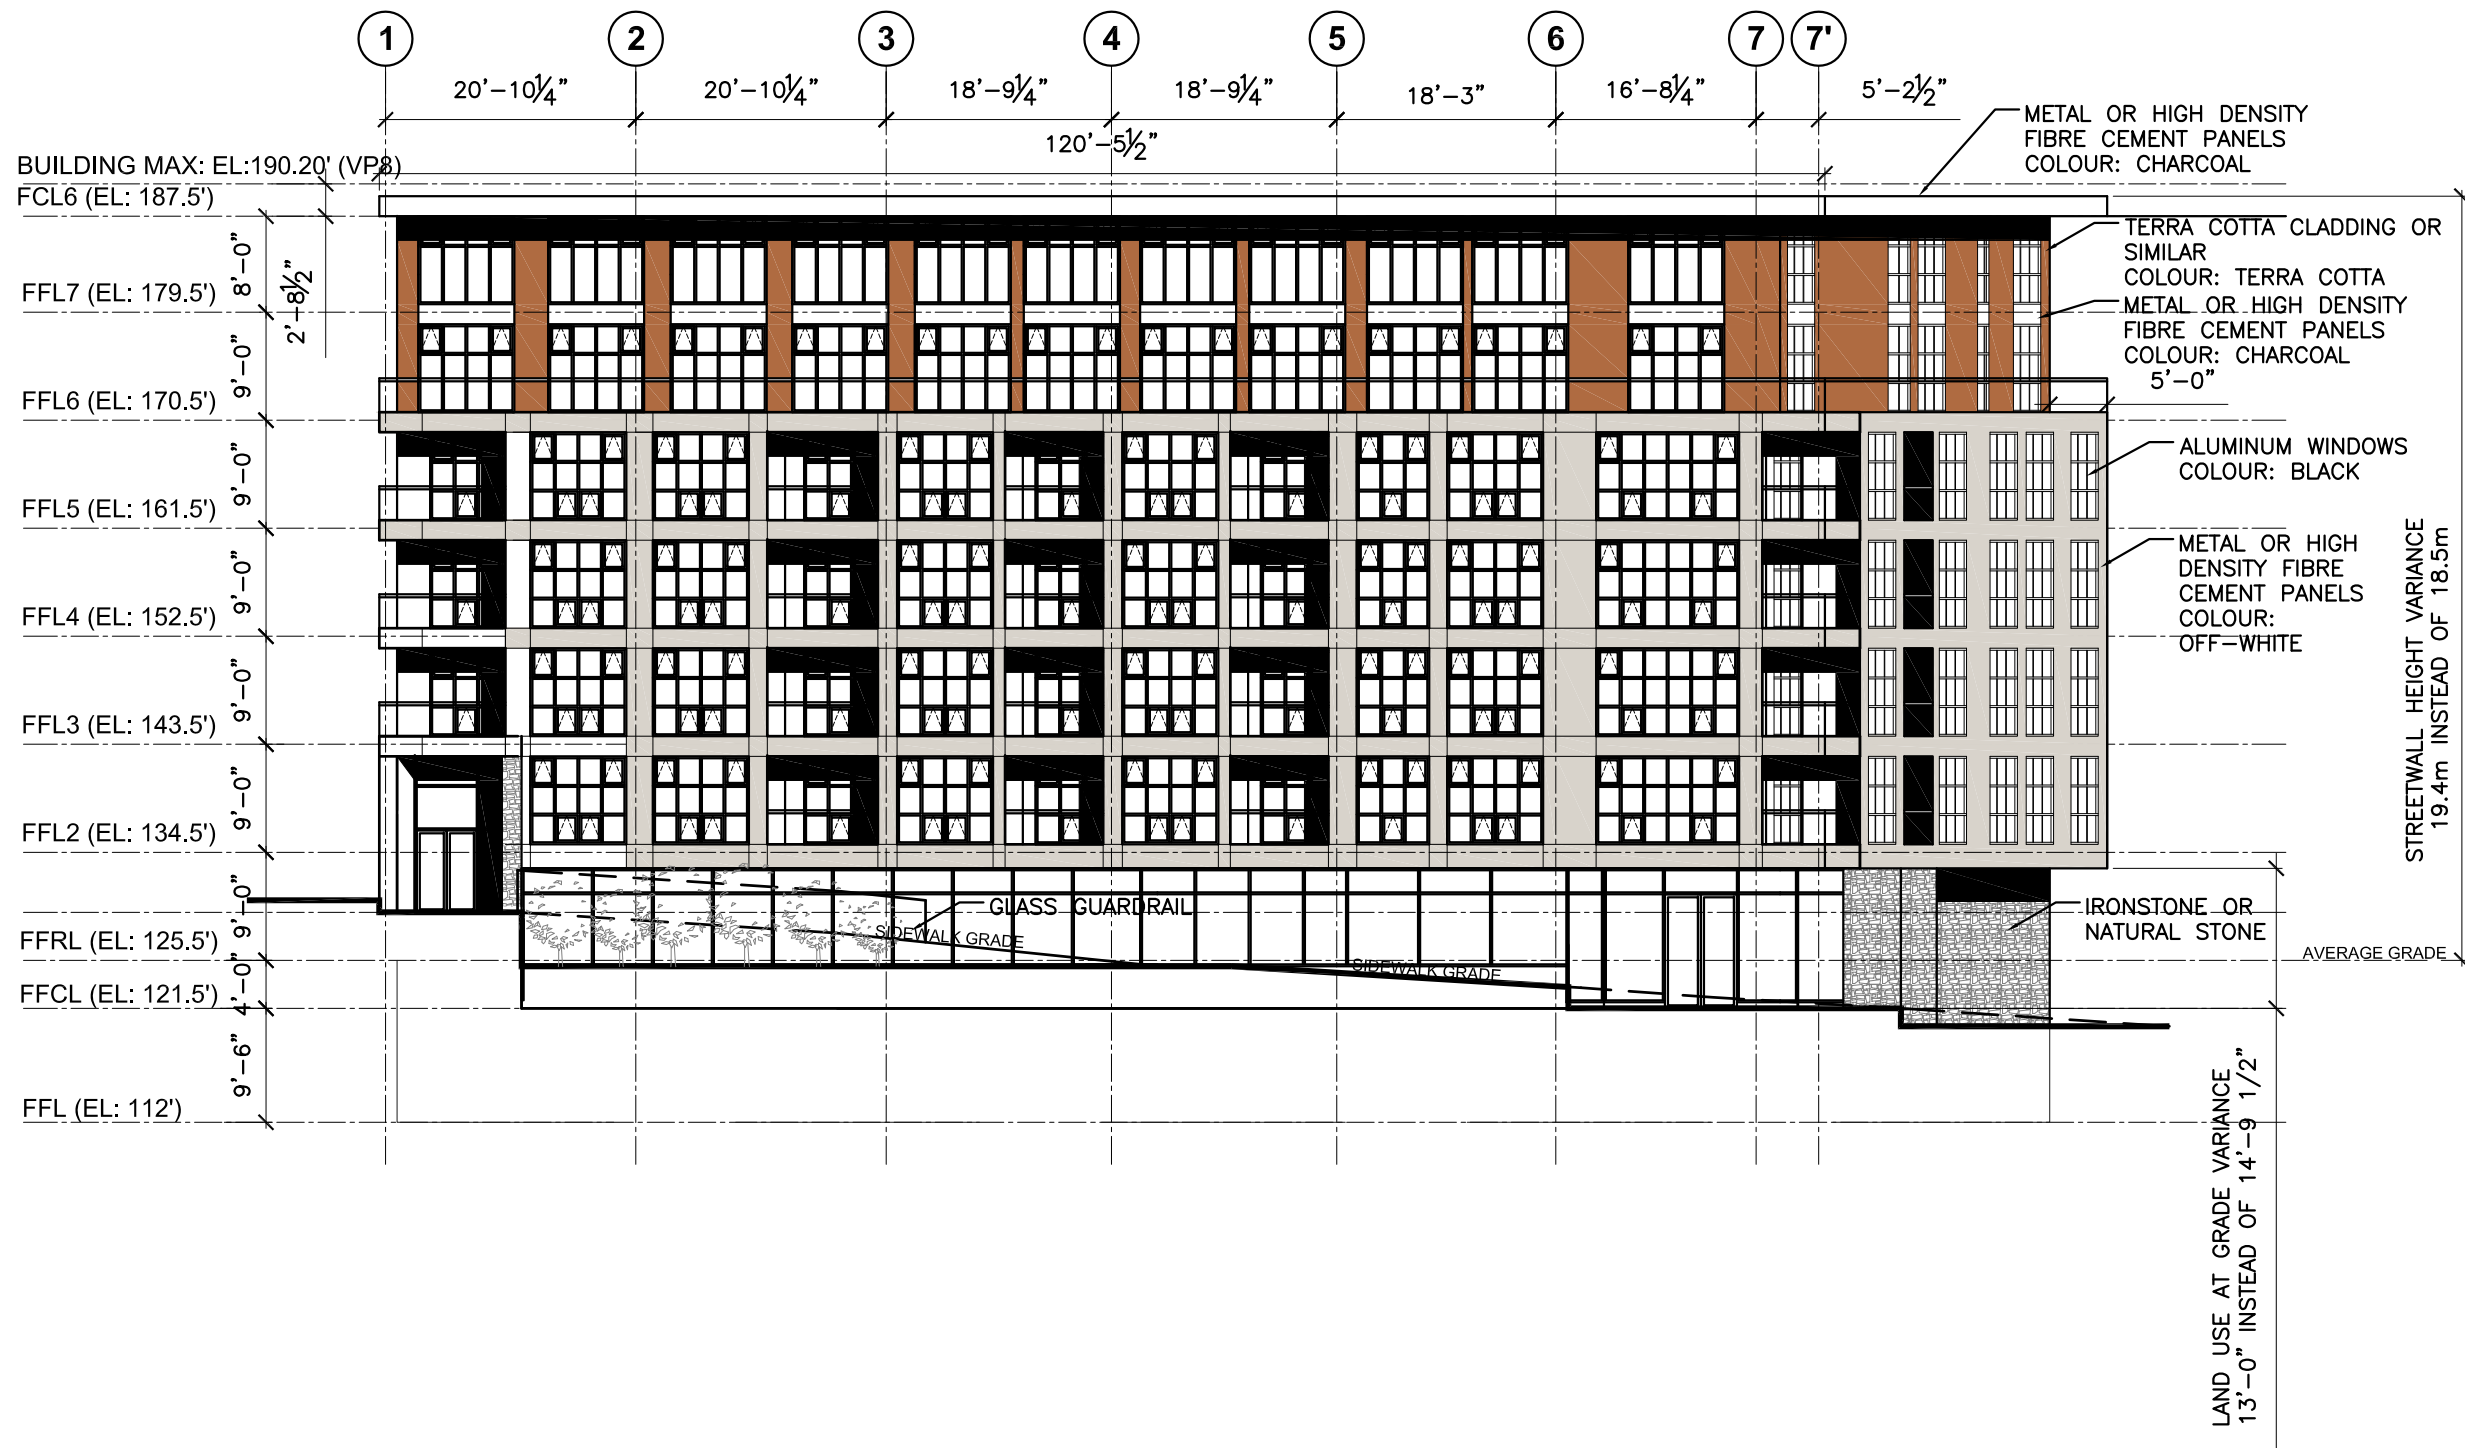 1 2 3 4 5 6 7 7'
20'-10¼" 20'-10¼" 18'-9¼" 18'-9¼" 18'-3" 16'-8¼" 5'-2½"
120'-5½"
METAL OR HIGH DENSITY
FIBRE CEMENT PANELS
COLOUR: CHARCOAL
BUILDING MAX: EL:190.20' (VP8)
FCL6 (EL: 187.5')
2'-8½"
8'-0"
FFL7 (EL: 179.5')
9'-0"
FFL6 (EL: 170.5')
9'-0"
FFL5 (EL: 161.5')
9'-0"
FFL4 (EL: 152.5')
9'-0"
FFL3 (EL: 143.5')
9'-0"
FFL2 (EL: 134.5')
9'-0"
FFRL (EL: 125.5')
4'-0"
FFCL (EL: 121.5')
9'-6"
FFL (EL: 112')
TERRA COTTA CLADDING OR
SIMILAR
COLOUR: TERRA COTTA
METAL OR HIGH DENSITY
FIBRE CEMENT PANELS
COLOUR: CHARCOAL
5'-0"
ALUMINUM WINDOWS
COLOUR: BLACK
METAL OR HIGH
DENSITY FIBRE
CEMENT PANELS
COLOUR:
OFF-WHITE
STREETWALL HEIGHT VARIANCE
19.4m INSTEAD OF 18.5m
GLASS GUARDRAIL
SIDEWALK GRADE
SIDEWALK GRADE
IRONSTONE OR
NATURAL STONE
AVERAGE GRADE
LAND USE AT GRADE VARIANCE
13'-0" INSTEAD OF 14'-9 1/2"